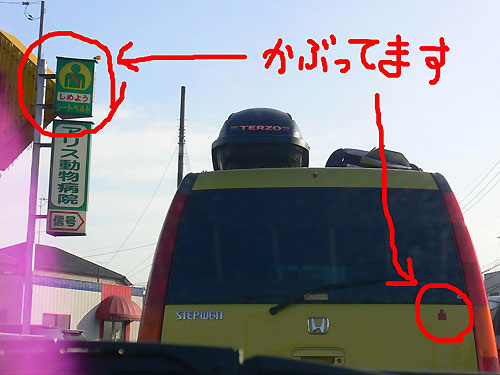 かぶってます
しめよう
シートベルト
アリス動物病院
信号
TERZO
STEPWGN